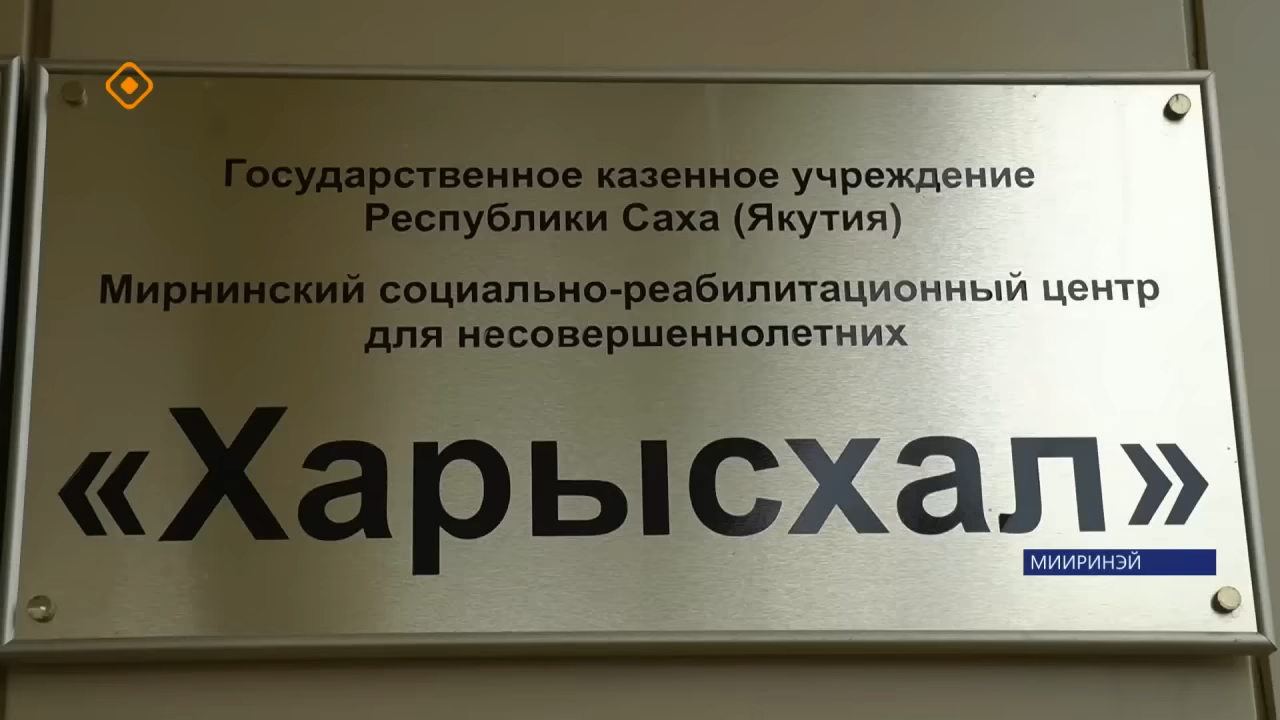 Государственное казенное учреждение
Республики Саха (Якутия)
Мирнинский социально-реабилитационный центр
для несовершеннолетних
«Харысхал»
МИИРИНЭЙ